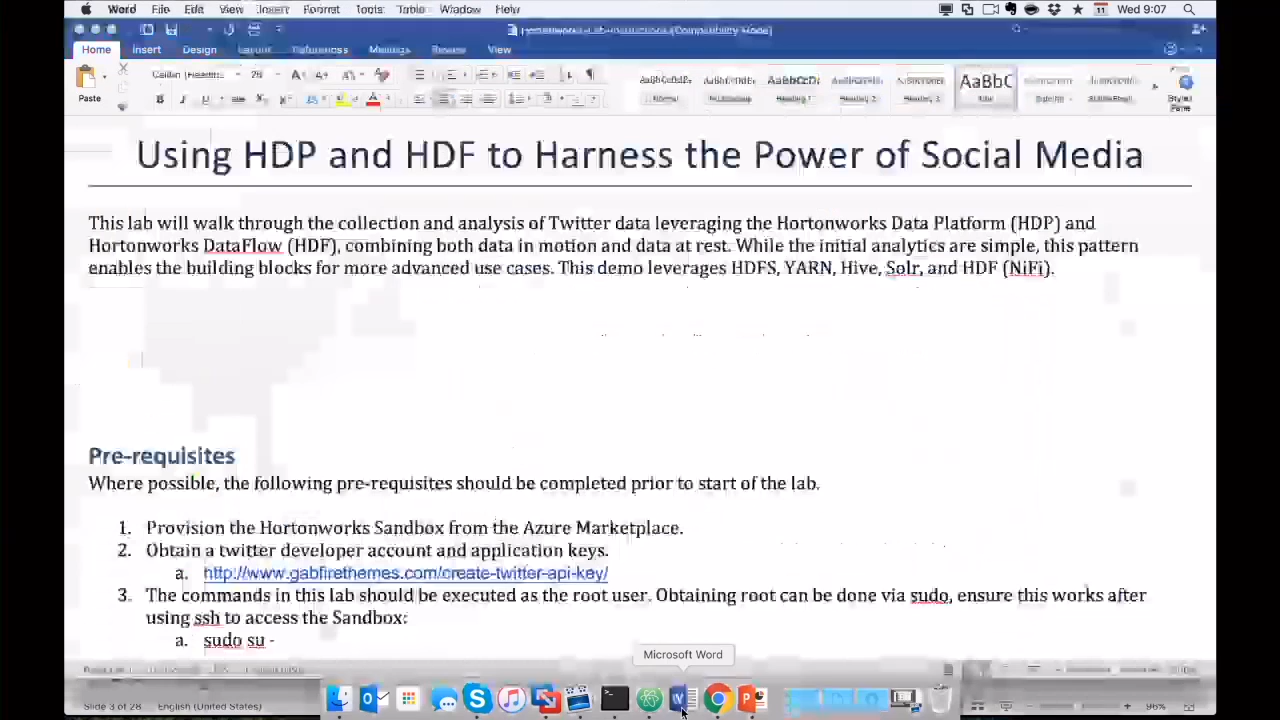 Word File Edit View Insert Format Tools Table Window Help Wed 9:07
Home Insert Design Layout References Mailings Review View
Paste
AaBbC
Using HDP and HDF to Harness the Power of Social Media
This lab will walk through the collection and analysis of Twitter data leveraging the Hortonworks Data Platform (HDP) and
Hortonworks DataFlow (HDF), combining both data in motion and data at rest. While the initial analytics are simple, this pattern
enables the building blocks for more advanced use cases. This demo leverages HDFS, YARN, Hive, Solr, and HDF (NiFi).
Pre-requisites
Where possible, the following pre-requisites should be completed prior to start of the lab.
1. Provision the Hortonworks Sandbox from the Azure Marketplace.
2. Obtain a twitter developer account and application keys.
a. http://www.gabfirethemes.com/create-twitter-api-key/
3. The commands in this lab should be executed as the root user. Obtaining root can be done via sudo, ensure this works after
using ssh to access the Sandbox:
a. sudo su -
Microsoft Word
Slide 3 of 28 English (United States) 96%